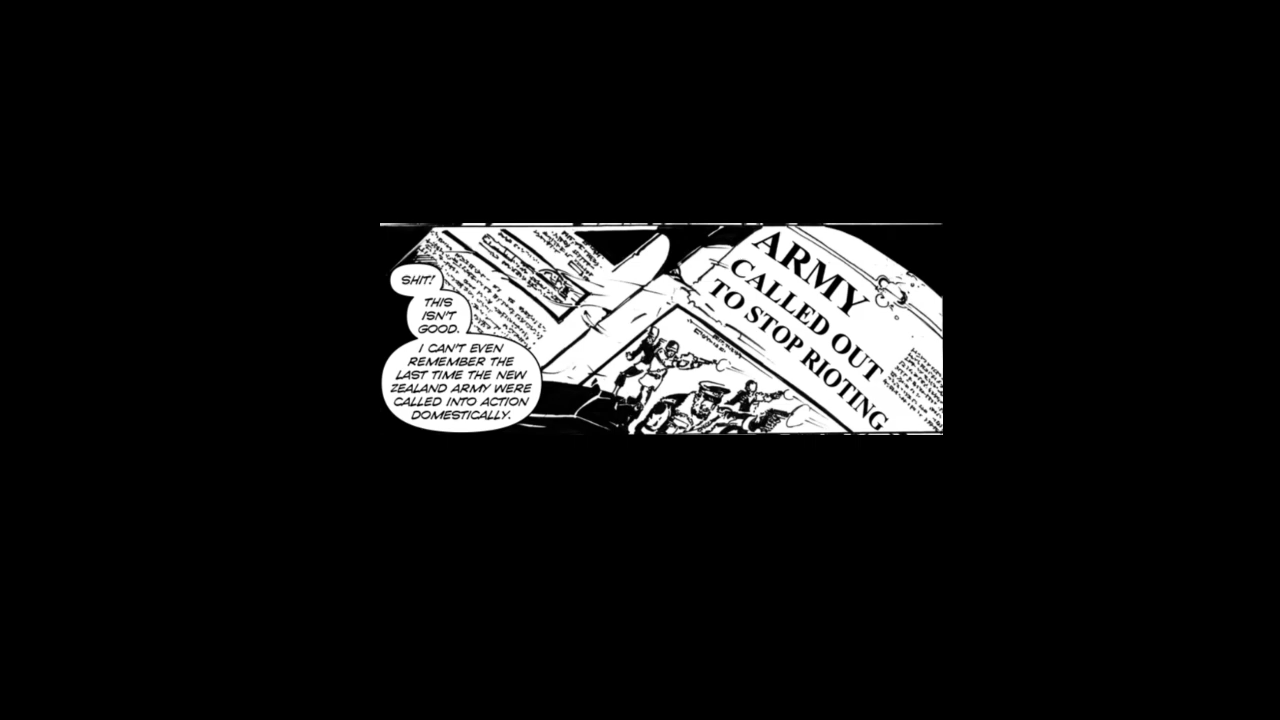 SHIT!
THIS
ISN'T
GOOD.
I CAN'T EVEN
REMEMBER THE
LAST TIME THE NEW
ZEALAND ARMY WERE
CALLED INTO ACTION
DOMESTICALLY.
ARMY
CALLED OUT
TO STOP RIOTING